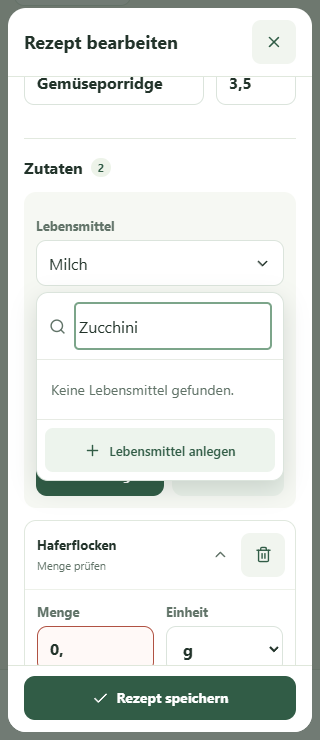 Rezept bearbeiten
Gemüseporridge
3,5
Zutaten 2
Lebensmittel
Milch
Zucchini
Keine Lebensmittel gefunden.
Lebensmittel anlegen
Haferflocken
Menge prüfen
Menge Einheit
0, g
Rezept speichern